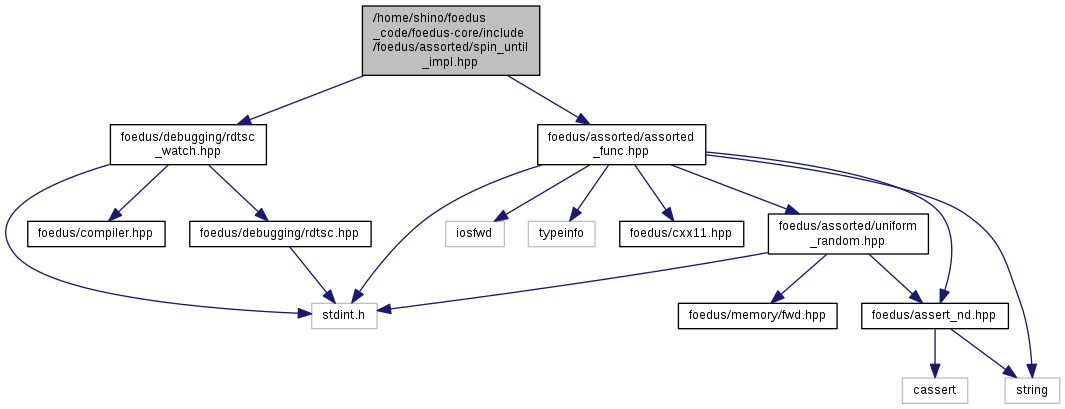 /home/shino/foedus
_code/foedus-core/include
/foedus/assorted/spin_until
_impl.hpp
foedus/debugging/rdtsc
_watch.hpp
foedus/assorted/assorted
_func.hpp
foedus/compiler.hpp
foedus/debugging/rdtsc.hpp
iosfwd
typeinfo
foedus/cxx11.hpp
foedus/assorted/uniform
_random.hpp
stdint.h
foedus/memory/fwd.hpp
foedus/assert_nd.hpp
cassert
string